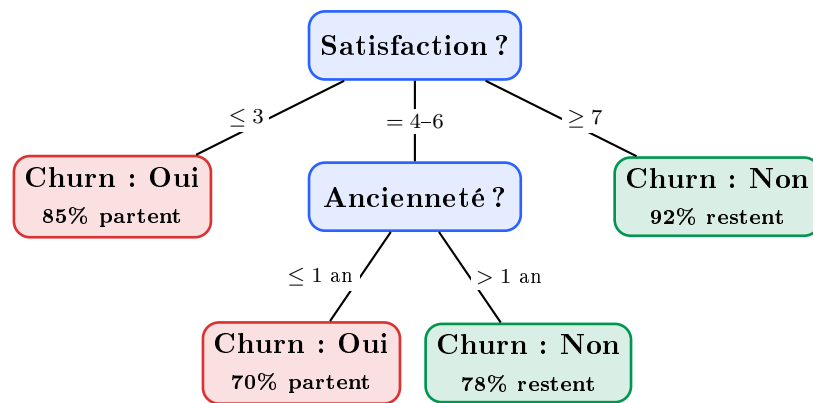 Satisfaction ?
≤ 3
= 4–6
≥ 7
Churn : Oui
85% partent
Ancienneté ?
Churn : Non
92% restent
≤ 1 an
> 1 an
Churn : Oui
70% partent
Churn : Non
78% restent